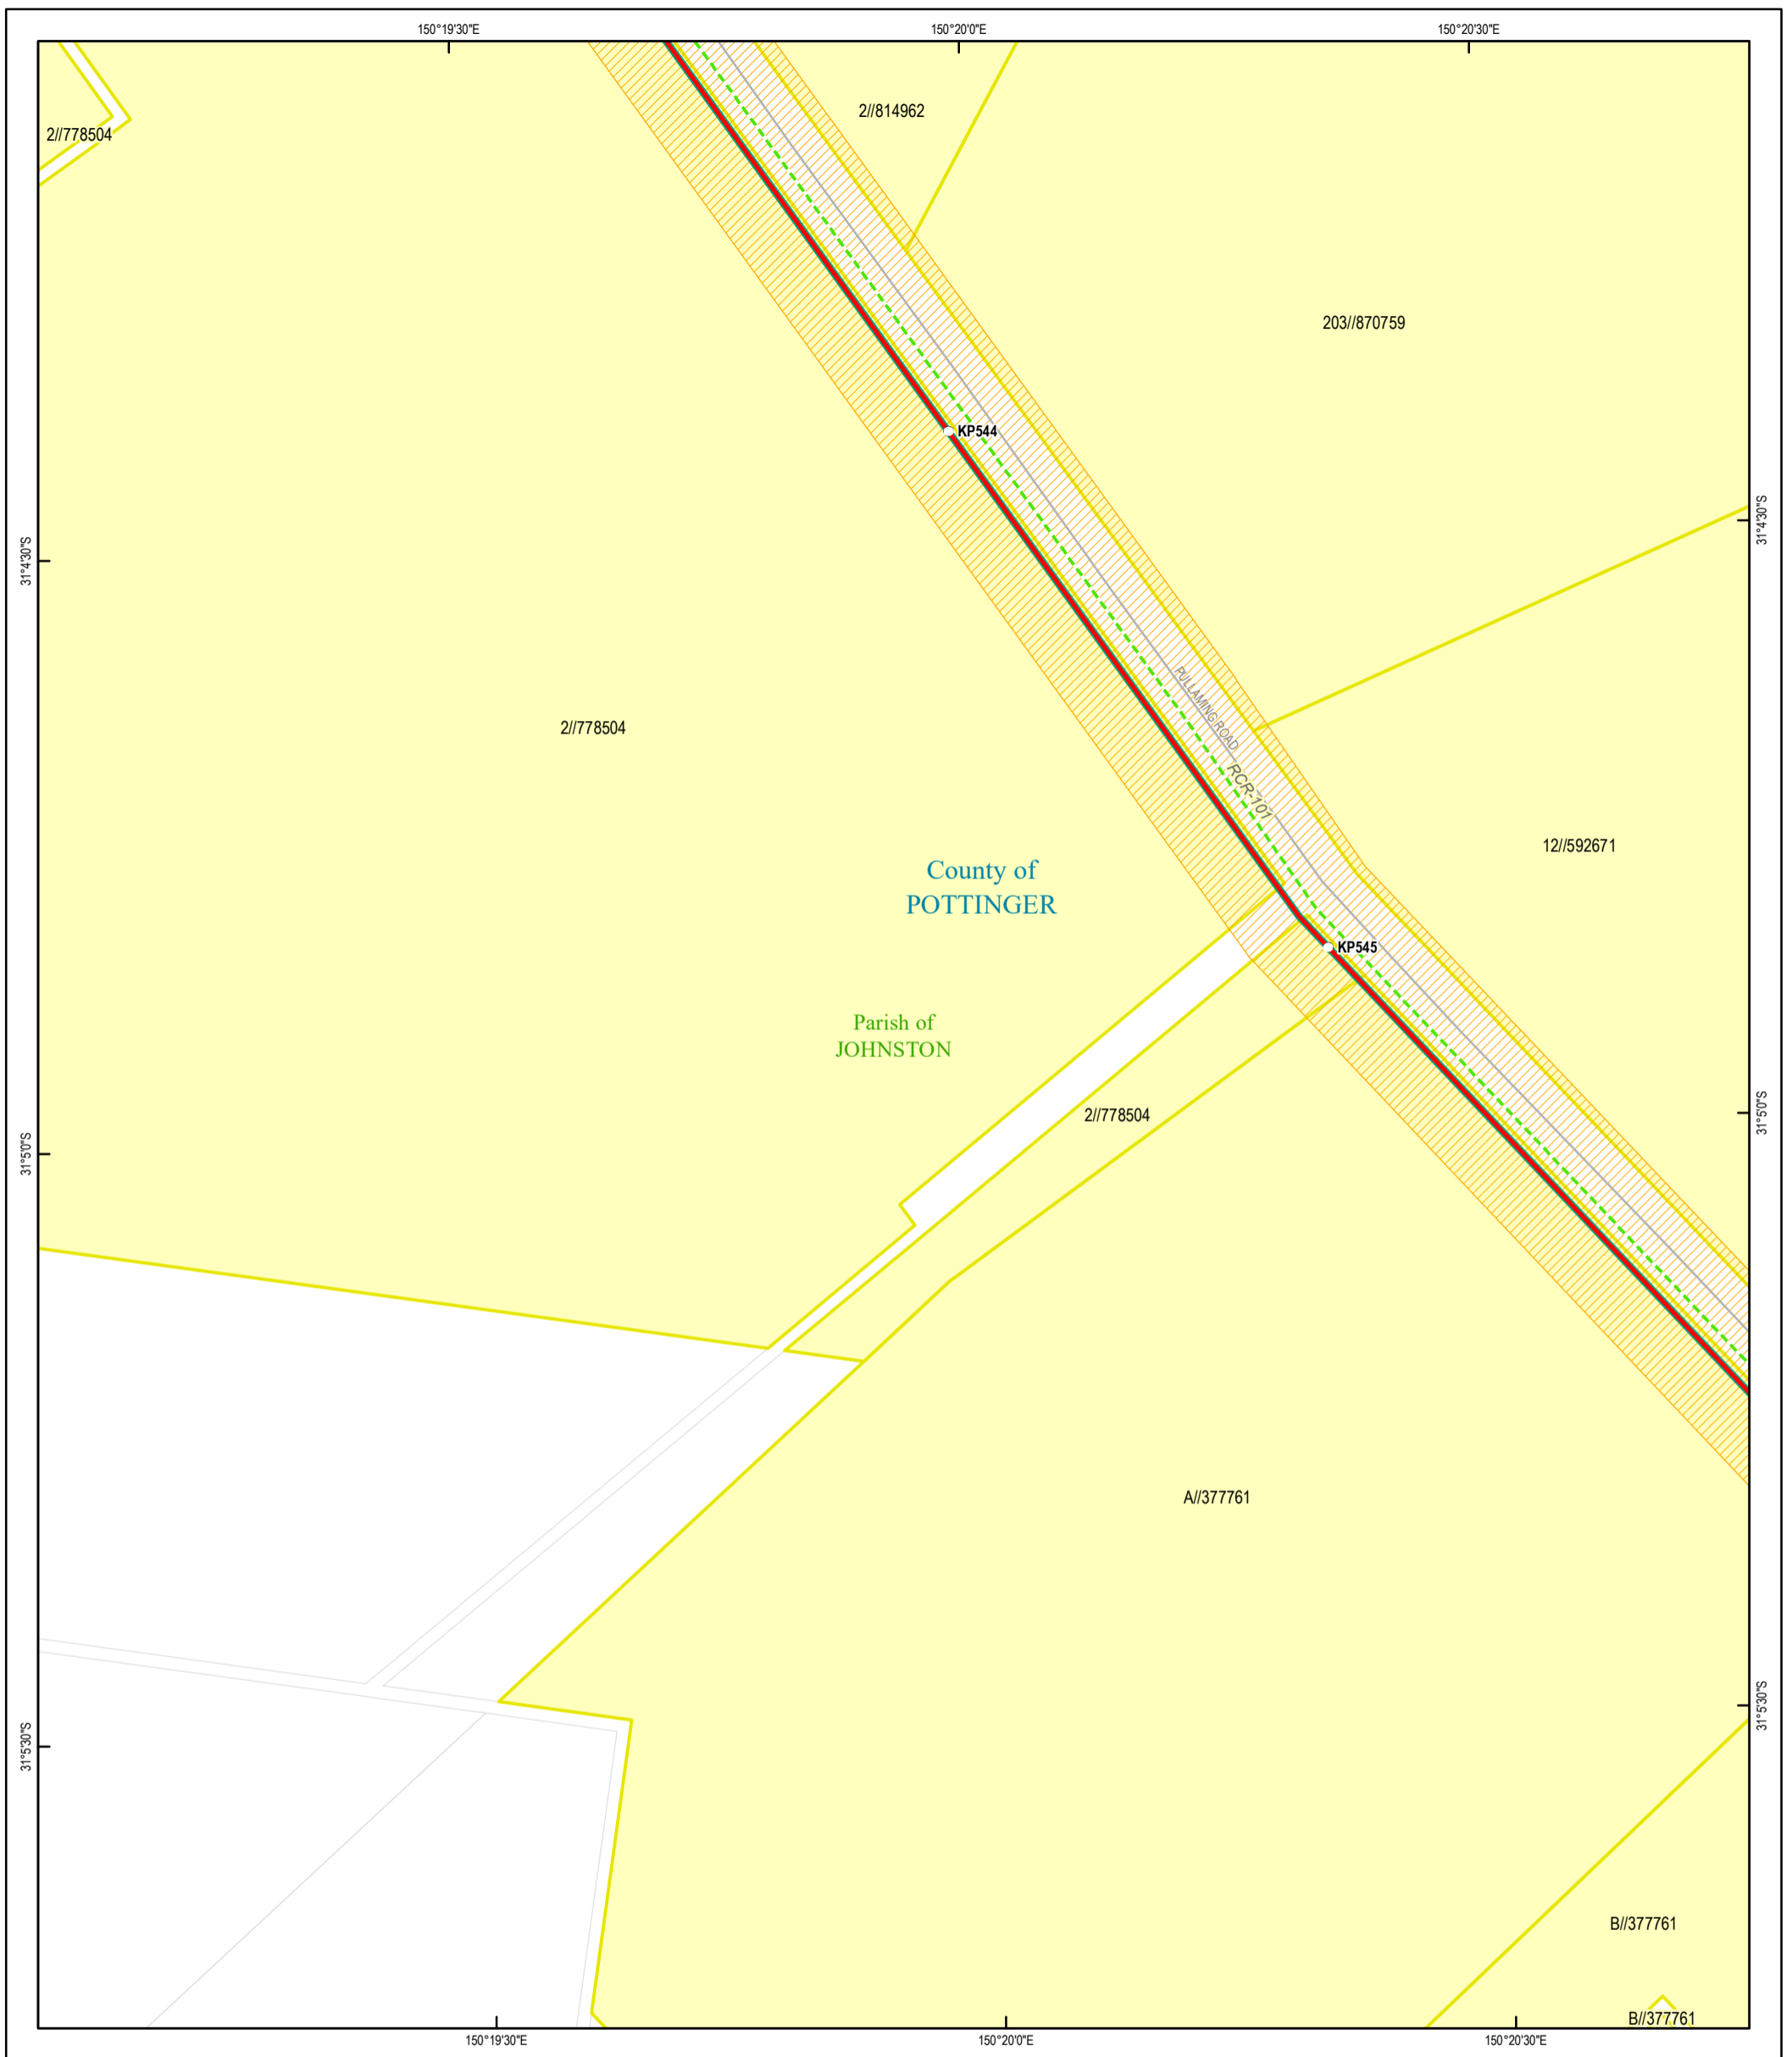 150°19'30"E
150°20'0"E
150°20'30"E
2//814962
2//778504
203//870759
KP544
31°4'30"S
31°4'30"S
PULLAMING ROAD
2//778504
RCR-101
12//592671
County of
POTTINGER
KP545
Parish of
JOHNSTON
2//778504
31°5'0"S
31°5'0"S
A//377761
31°5'30"S
31°5'30"S
B//377761
B//377761
150°19'30"E
150°20'0"E
150°20'30"E